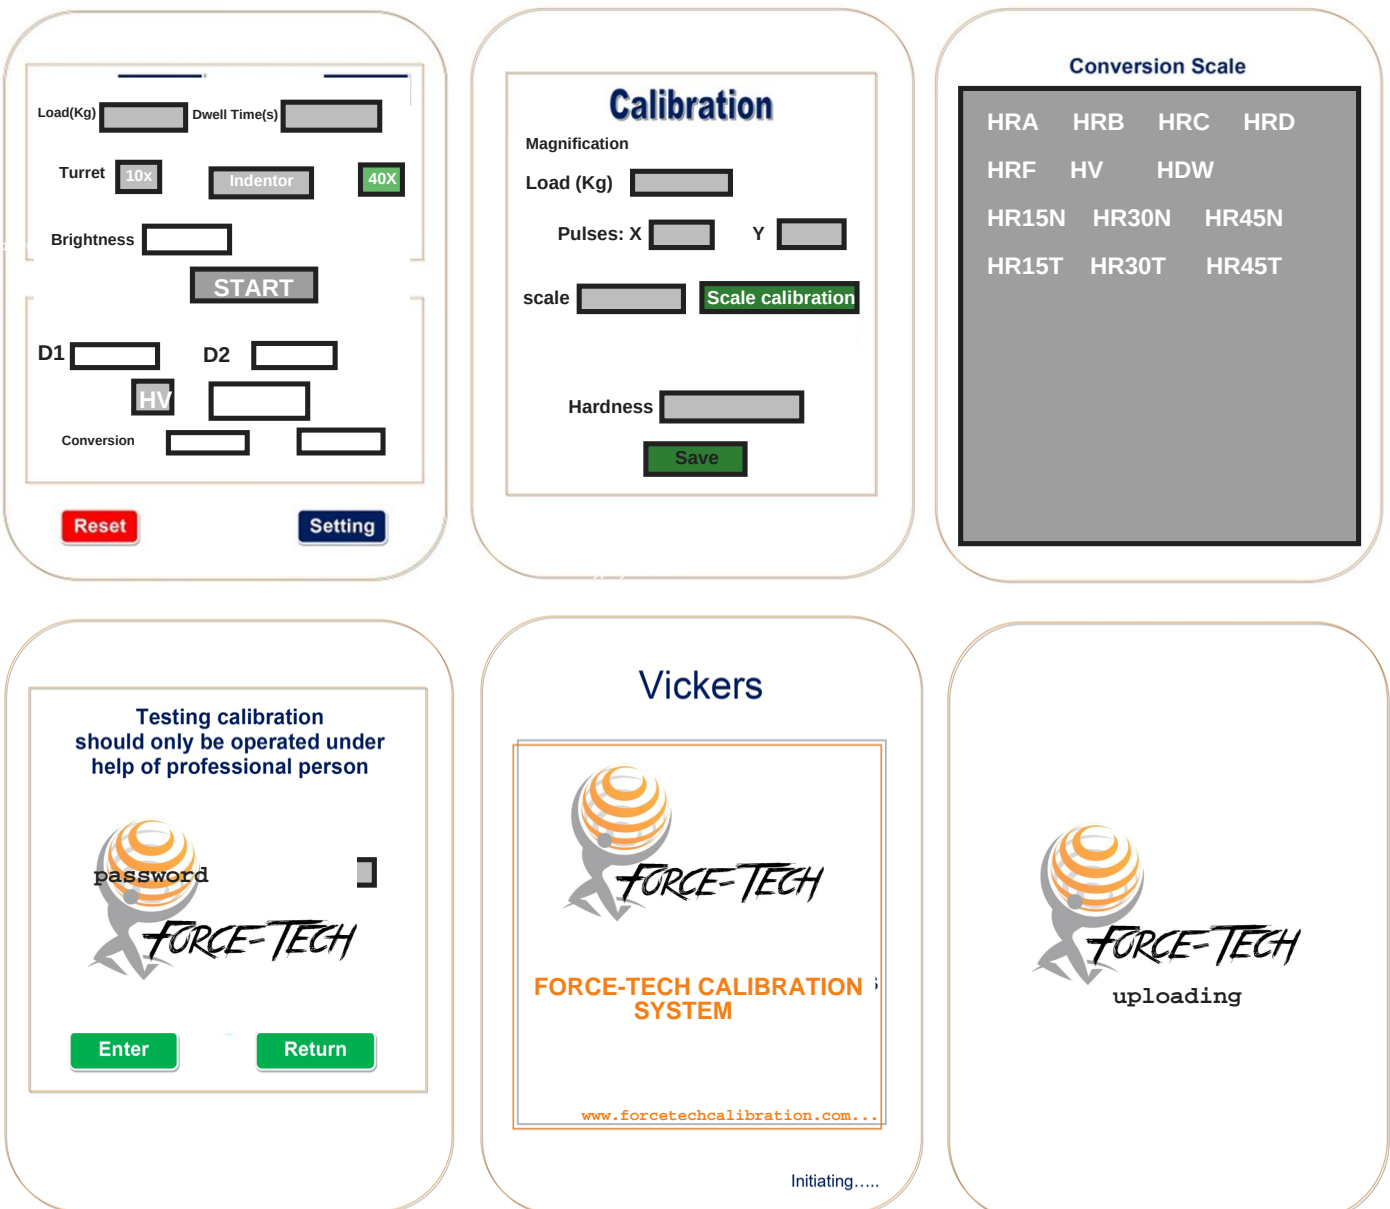 Load(Kg) Dwell Time(s)
Turret 10x Indentor 40X
Brightness
START
D1 D2
HV
Conversion
Reset Setting
Calibration
Magnification
Load (Kg)
Pulses: X Y
scale Scale calibration
Hardness
Save
Conversion Scale
HRA HRB HRC HRD
HRF HV HDW
HR15N HR30N HR45N
HR15T HR30T HR45T
Testing calibration
should only be operated under
help of professional person
password
FORCE-TECH
Enter Return
Vickers
FORCE-TECH
FORCE-TECH CALIBRATION
SYSTEM
www.forcetechcalibration.com...
Initiating.....
FORCE-TECH
uploading